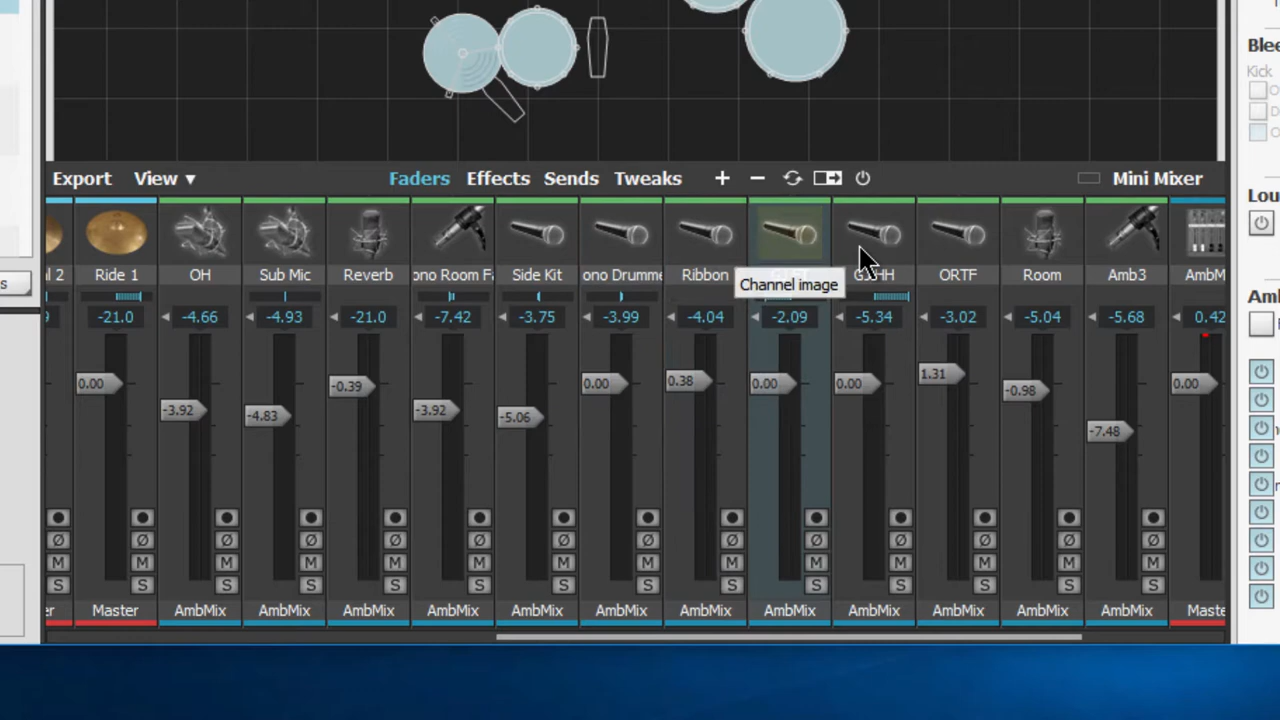 Export View ▼ Faders Effects Sends Tweaks + − Mini Mixer
Ride 1 OH Sub Mic Reverb ono Room F Side Kit ono Drumme Ribbon ORTF Room Amb3 AmbM
Channel image
-21.0 -4.66 -4.93 -21.0 -7.42 -3.75 -3.99 -4.04 -2.09 -5.34 -3.02 -5.04 -5.68 0.42
0.00 -3.92 -4.83 -0.39 -3.92 -5.06 0.00 0.38 0.00 0.00 1.31 -0.98 -7.48 0.00
Ø Ø Ø Ø Ø Ø Ø Ø Ø Ø Ø Ø Ø Ø
M M M M M M M M M M M M M M
S S S S S S S S S S S S S S
Master AmbMix AmbMix AmbMix AmbMix AmbMix AmbMix AmbMix AmbMix AmbMix AmbMix AmbMix AmbMix Maste
Blee
Kick
Lou
Amb